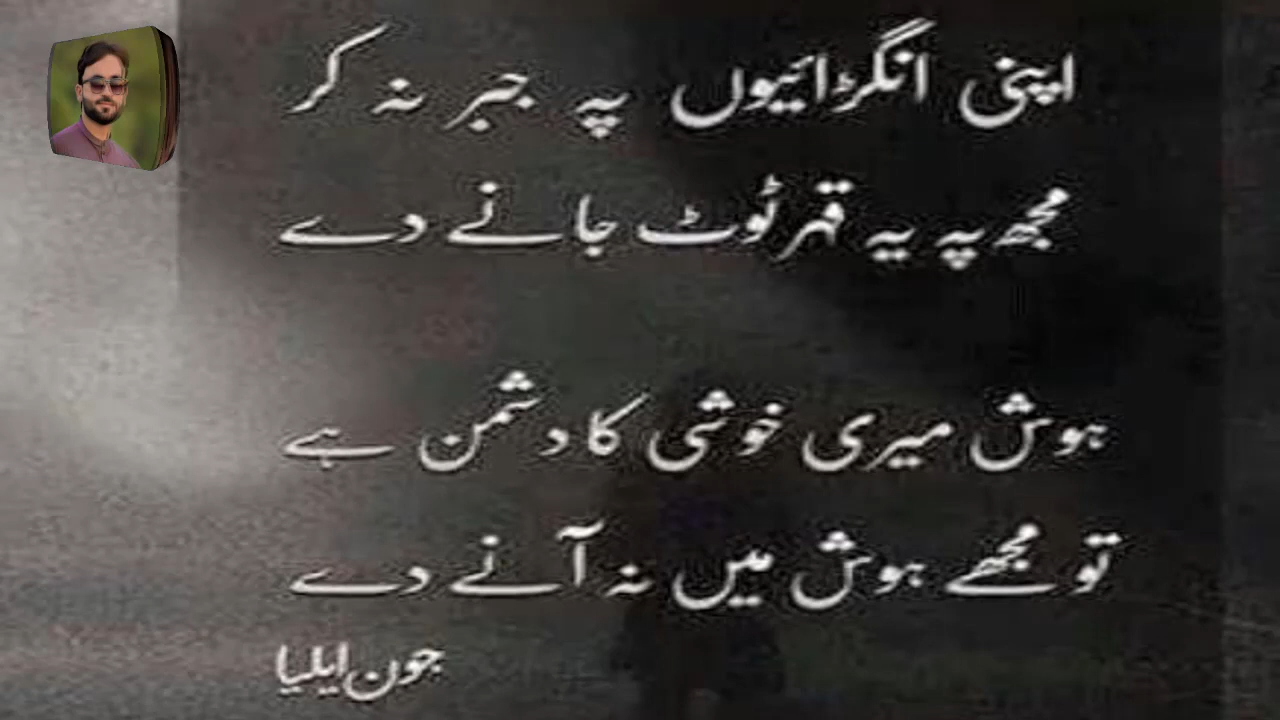 اپنی انگڑائیوں پہ جبر نہ کر
مجھ پہ یہ قہر ٹوٹ جانے دے
ہوش میری خوشی کا دشمن ہے
تو مجھے ہوش میں نہ آنے دے
جون ایلیا